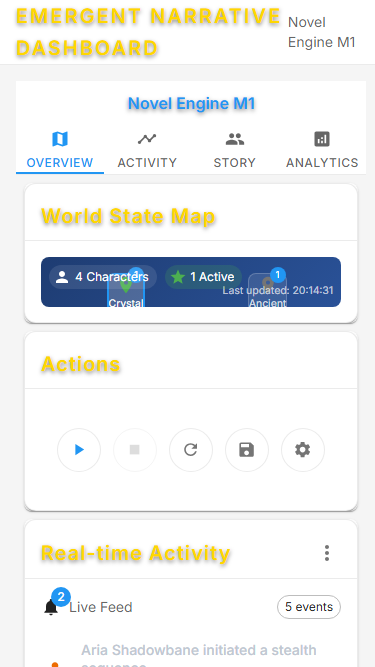 EMERGENT NARRATIVE
DASHBOARD
Novel
Engine M1
Novel Engine M1
OVERVIEW ACTIVITY STORY ANALYTICS
World State Map
4 Characters 1 Active
1 1
Last updated: 20:14:31
Crystal Ancient
Actions
Real-time Activity
2
Live Feed 5 events
Aria Shadowbane initiated a stealth
sequence